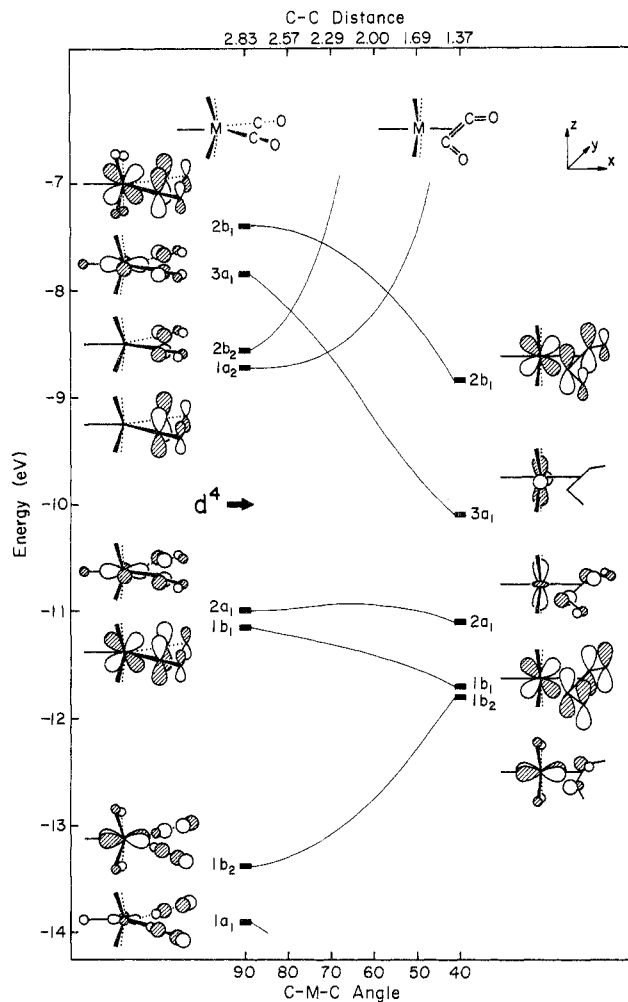 C-C Distance
2.83 2.57 2.29 2.00 1.69 1.37
M C O C O
M C O C O
z y x
-7
2b₁
3a₁
-8
2b₂
1a₂
2b₁
-9
Energy (eV)
-10
d⁴
3a₁
2a₁
2a₁
-11
1b₁
1b₁
1b₂
-12
-13
1b₂
1a₁
-14
90 80 70 60 50 40
C-M-C Angle